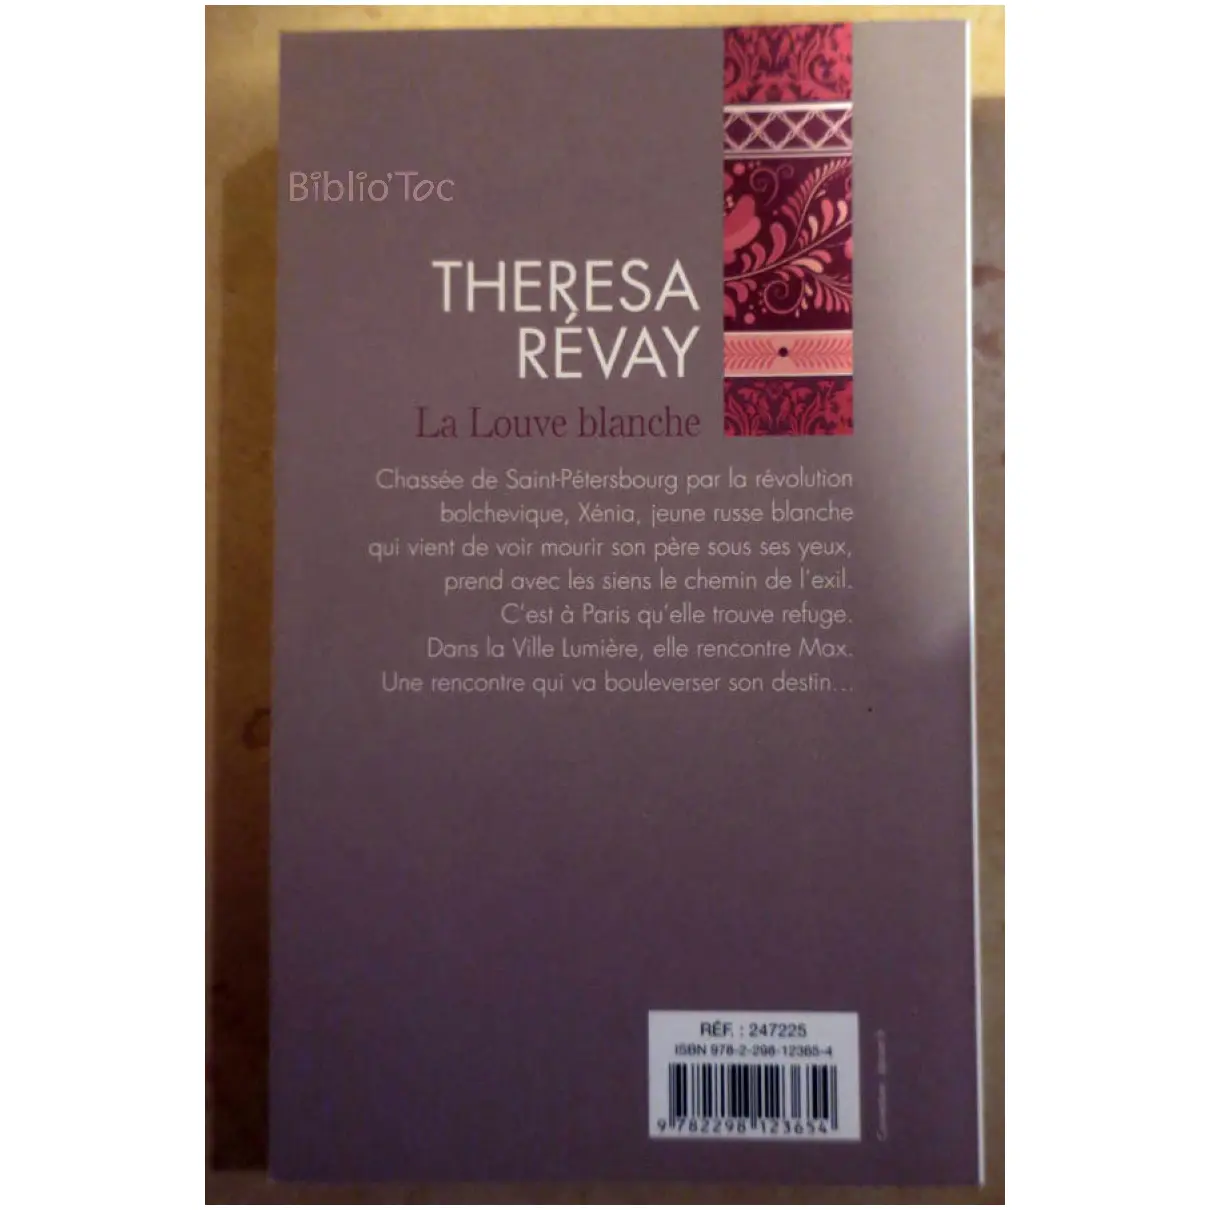 Biblio'Toc
THERESA
RÉVAY
La Louve blanche
Chassée de Saint-Pétersbourg par la révolution
bolchevique, Xénia, jeune russe blanche
qui vient de voir mourir son père sous ses yeux,
prend avec les siens le chemin de l'exil.
C'est à Paris qu'elle trouve refuge.
Dans la Ville Lumière, elle rencontre Max.
Une rencontre qui va bouleverser son destin...
RÉF. : 247225
ISBN 978-2-298-12365-4
9 782298 123654